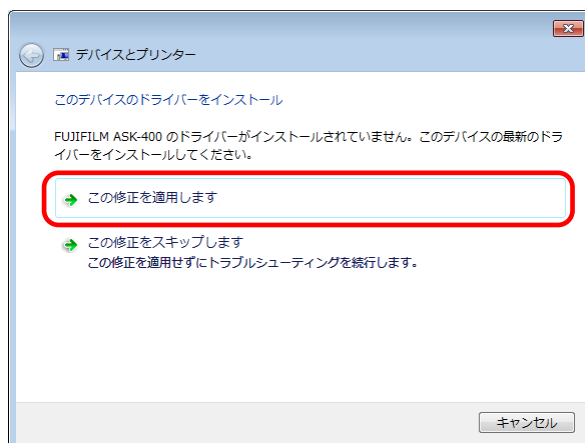 デバイスとプリンター
このデバイスのドライバーをインストール
FUJIFILM ASK-400 のドライバーがインストールされていません。このデバイスの最新のドラ
イバーをインストールしてください。
この修正を適用します
この修正をスキップします
この修正を適用せずにトラブルシューティングを続行します。
キャンセル